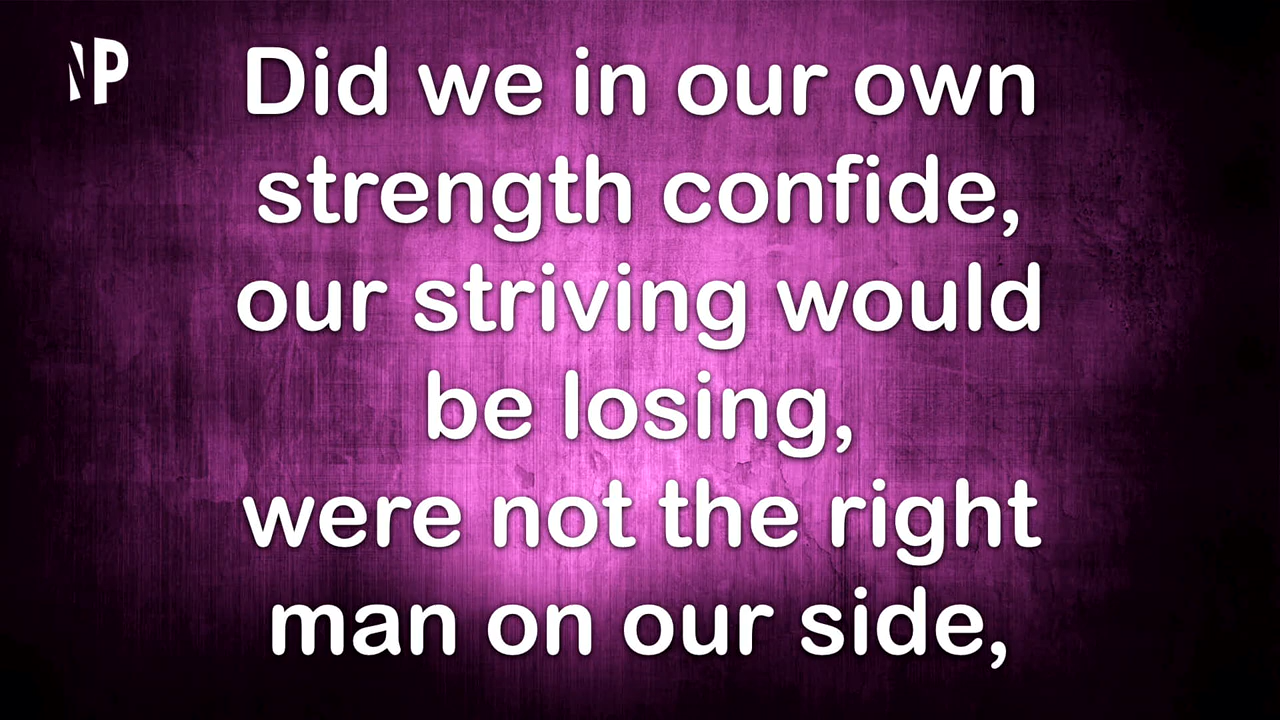 NP
Did we in our own
strength confide,
our striving would
be losing,
were not the right
man on our side,